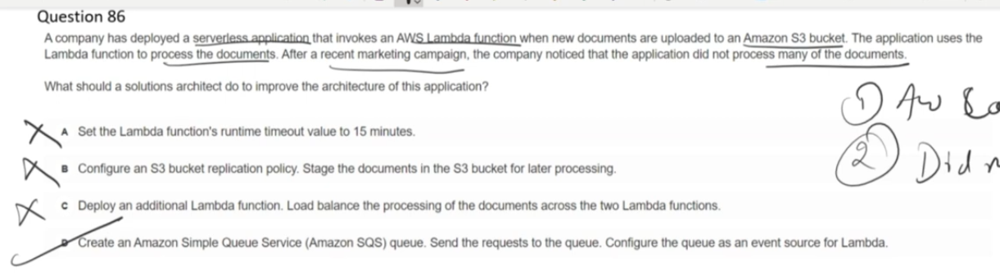 Question 86
A company has deployed a serverless application that invokes an AWS Lambda function when new documents are uploaded to an Amazon S3 bucket. The application uses the
Lambda function to process the documents. After a recent marketing campaign, the company noticed that the application did not process many of the documents.
What should a solutions architect do to improve the architecture of this application?
① Aw
A Set the Lambda function's runtime timeout value to 15 minutes.
② Did
B Configure an S3 bucket replication policy. Stage the documents in the S3 bucket for later processing.
C Deploy an additional Lambda function. Load balance the processing of the documents across the two Lambda functions.
Create an Amazon Simple Queue Service (Amazon SQS) queue. Send the requests to the queue. Configure the queue as an event source for Lambda.